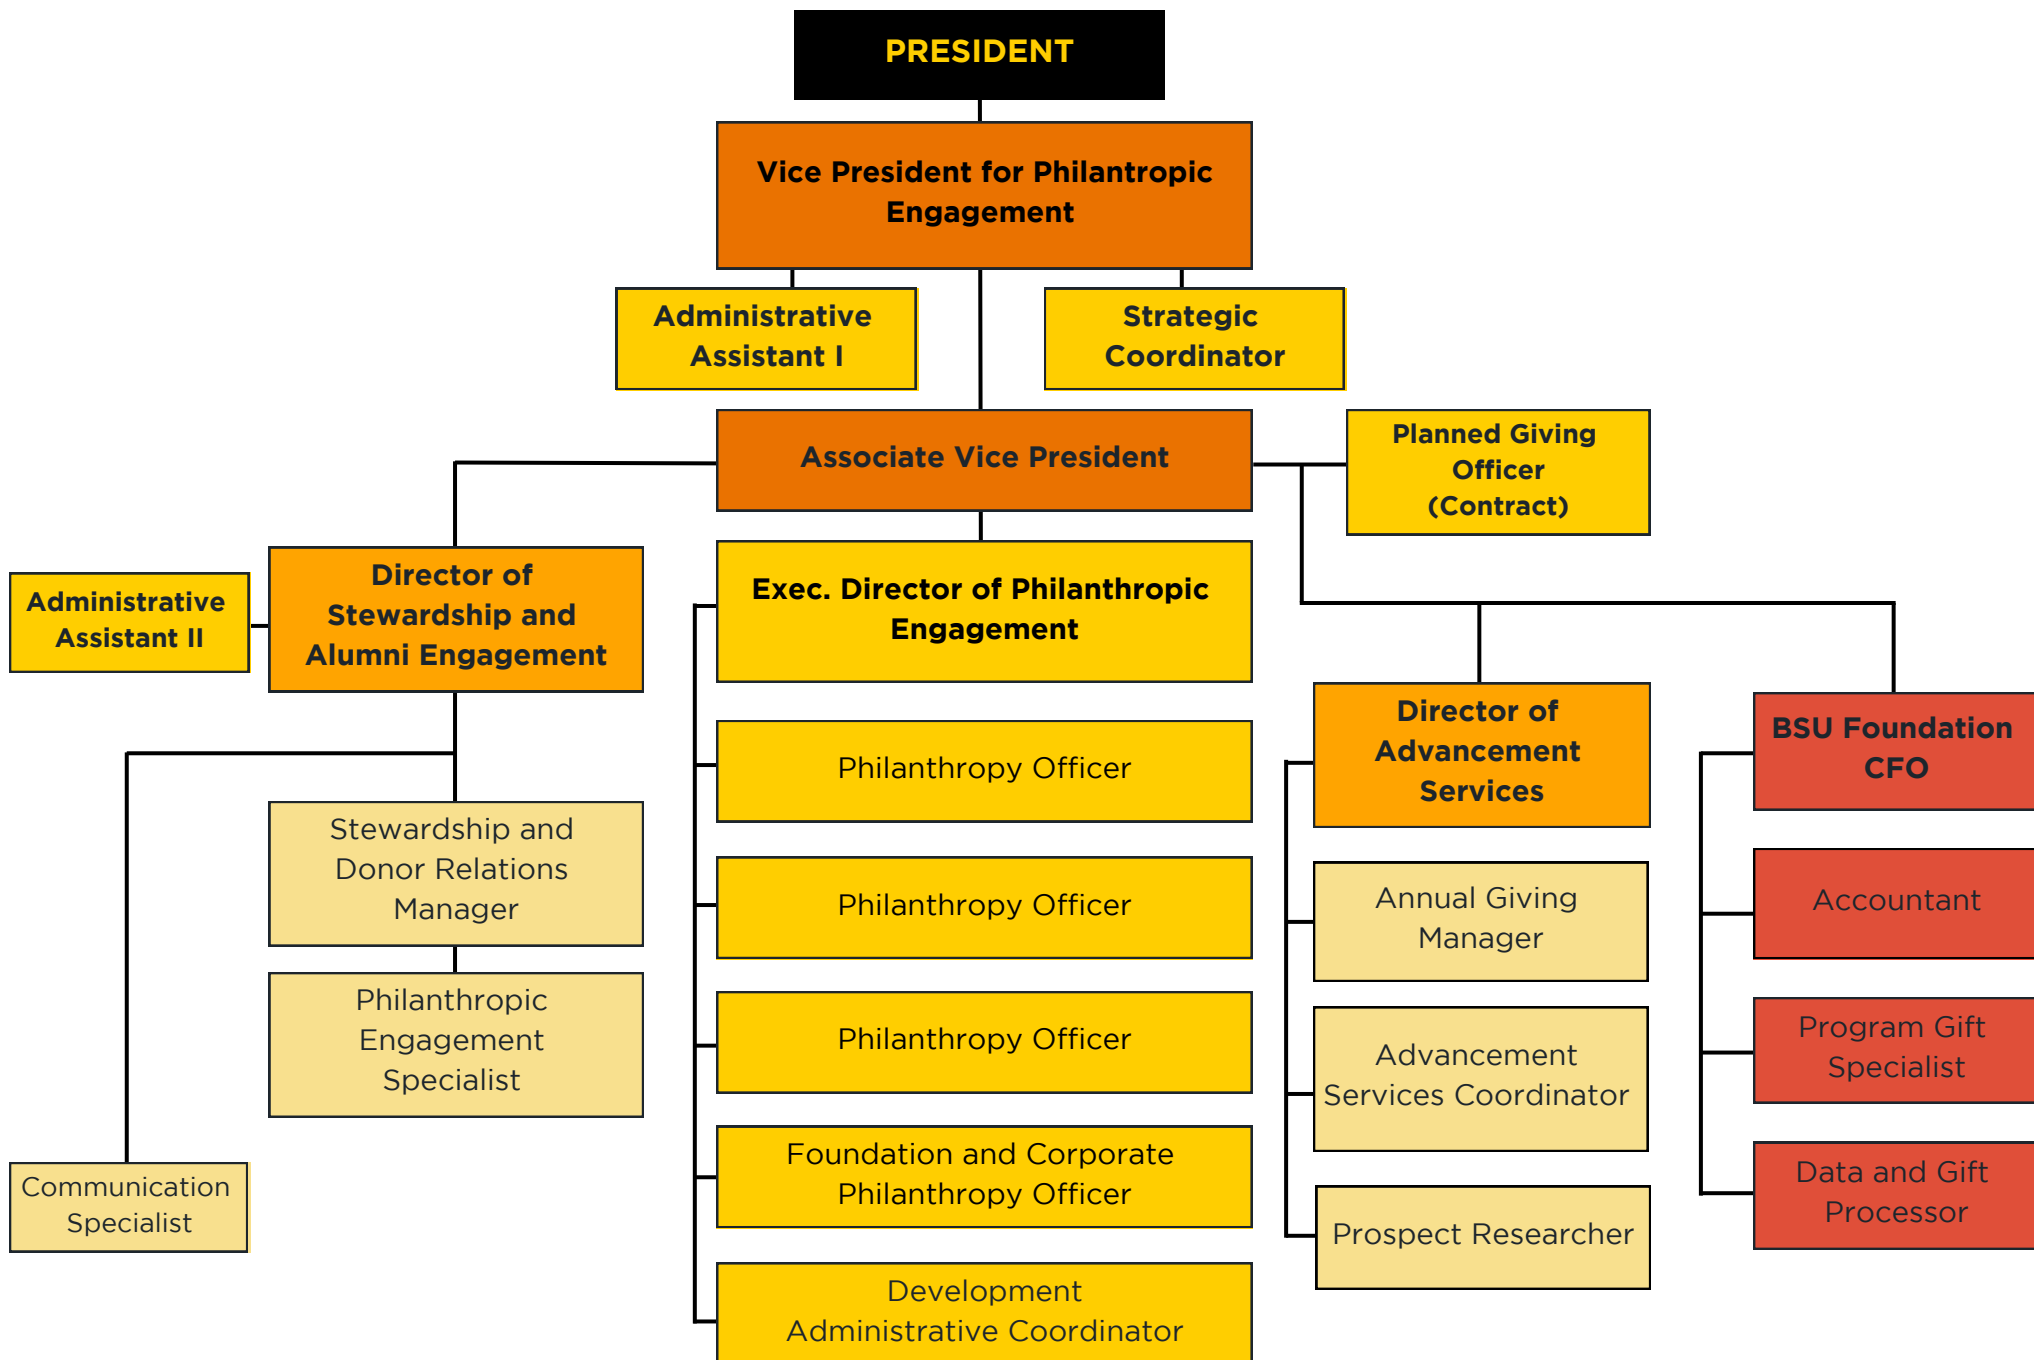 PRESIDENT
Vice President for Philantropic
Engagement
Administrative
Assistant I
Strategic
Coordinator
Associate Vice President
Planned Giving
Officer
(Contract)
Administrative
Assistant II
Director of
Stewardship and
Alumni Engagement
Exec. Director of Philanthropic
Engagement
Director of
Advancement
Services
BSU Foundation
CFO
Stewardship and
Donor Relations
Manager
Philanthropic
Engagement
Specialist
Communication
Specialist
Philanthropy Officer
Philanthropy Officer
Philanthropy Officer
Foundation and Corporate
Philanthropy Officer
Development
Administrative Coordinator
Annual Giving
Manager
Advancement
Services Coordinator
Prospect Researcher
Accountant
Program Gift
Specialist
Data and Gift
Processor